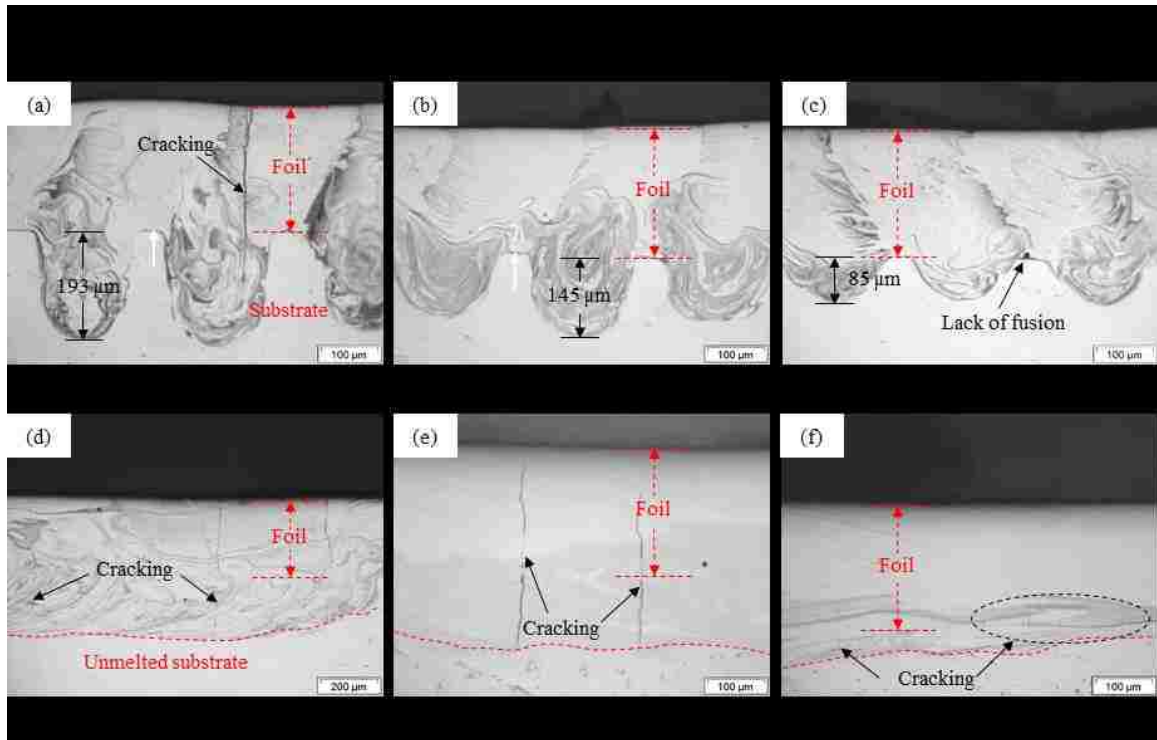 (a)
Cracking
Foil
193 μm
Substrate
100 μm
(b)
Foil
145 μm
100 μm
(c)
Foil
85 μm
Lack of fusion
100 μm
(d)
Foil
Cracking
Unmelted substrate
200 μm
(e)
Foil
Cracking
100 μm
(f)
Foil
Cracking
100 μm